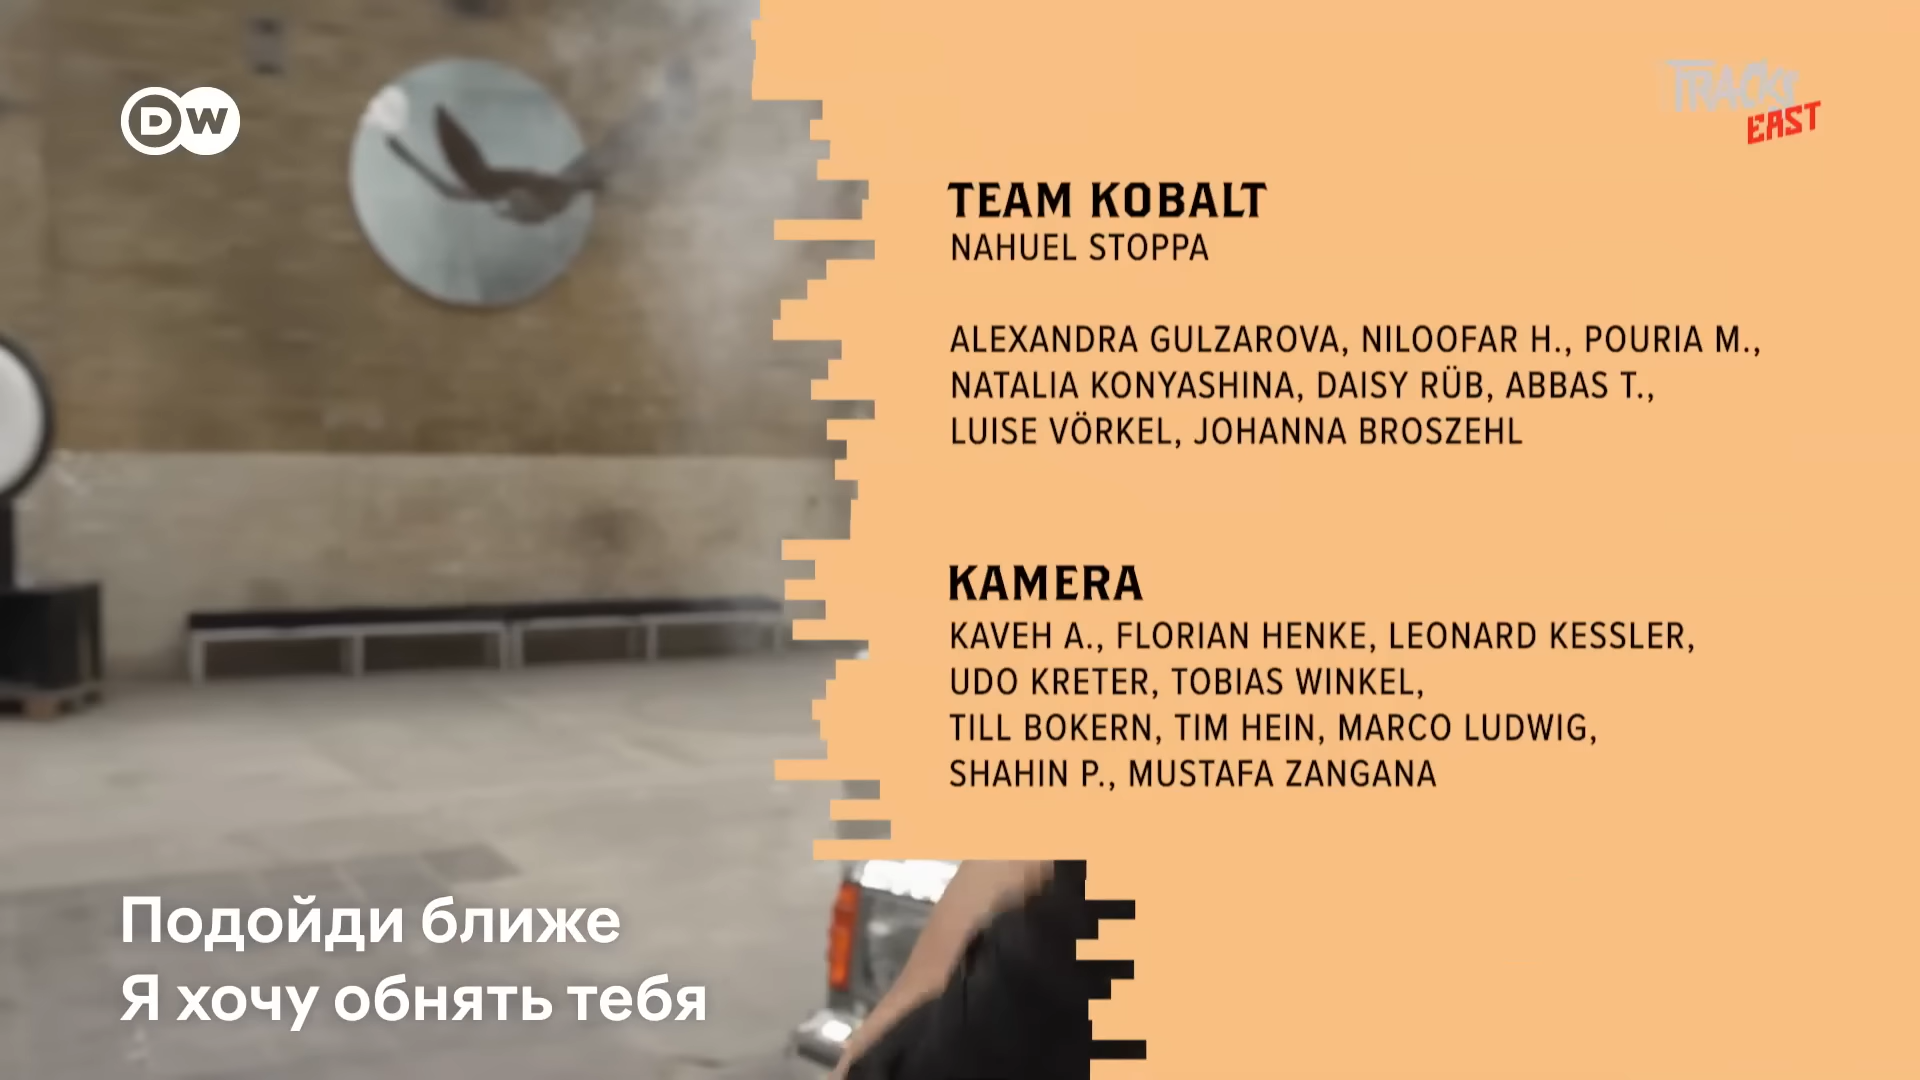 DW
TRACKS
EAST
TEAM KOBALT
NAHUEL STOPPA
ALEXANDRA GULZAROVA, NILOOFAR H., POURIA M.,
NATALIA KONYASHINA, DAISY RÜB, ABBAS T.,
LUISE VÖRKEL, JOHANNA BROSZEHL
KAMERA
KAVEH A., FLORIAN HENKE, LEONARD KESSLER,
UDO KRETER, TOBIAS WINKEL,
TILL BOKERN, TIM HEIN, MARCO LUDWIG,
SHAHIN P., MUSTAFA ZANGANA
Подойди ближе
Я хочу обнять тебя